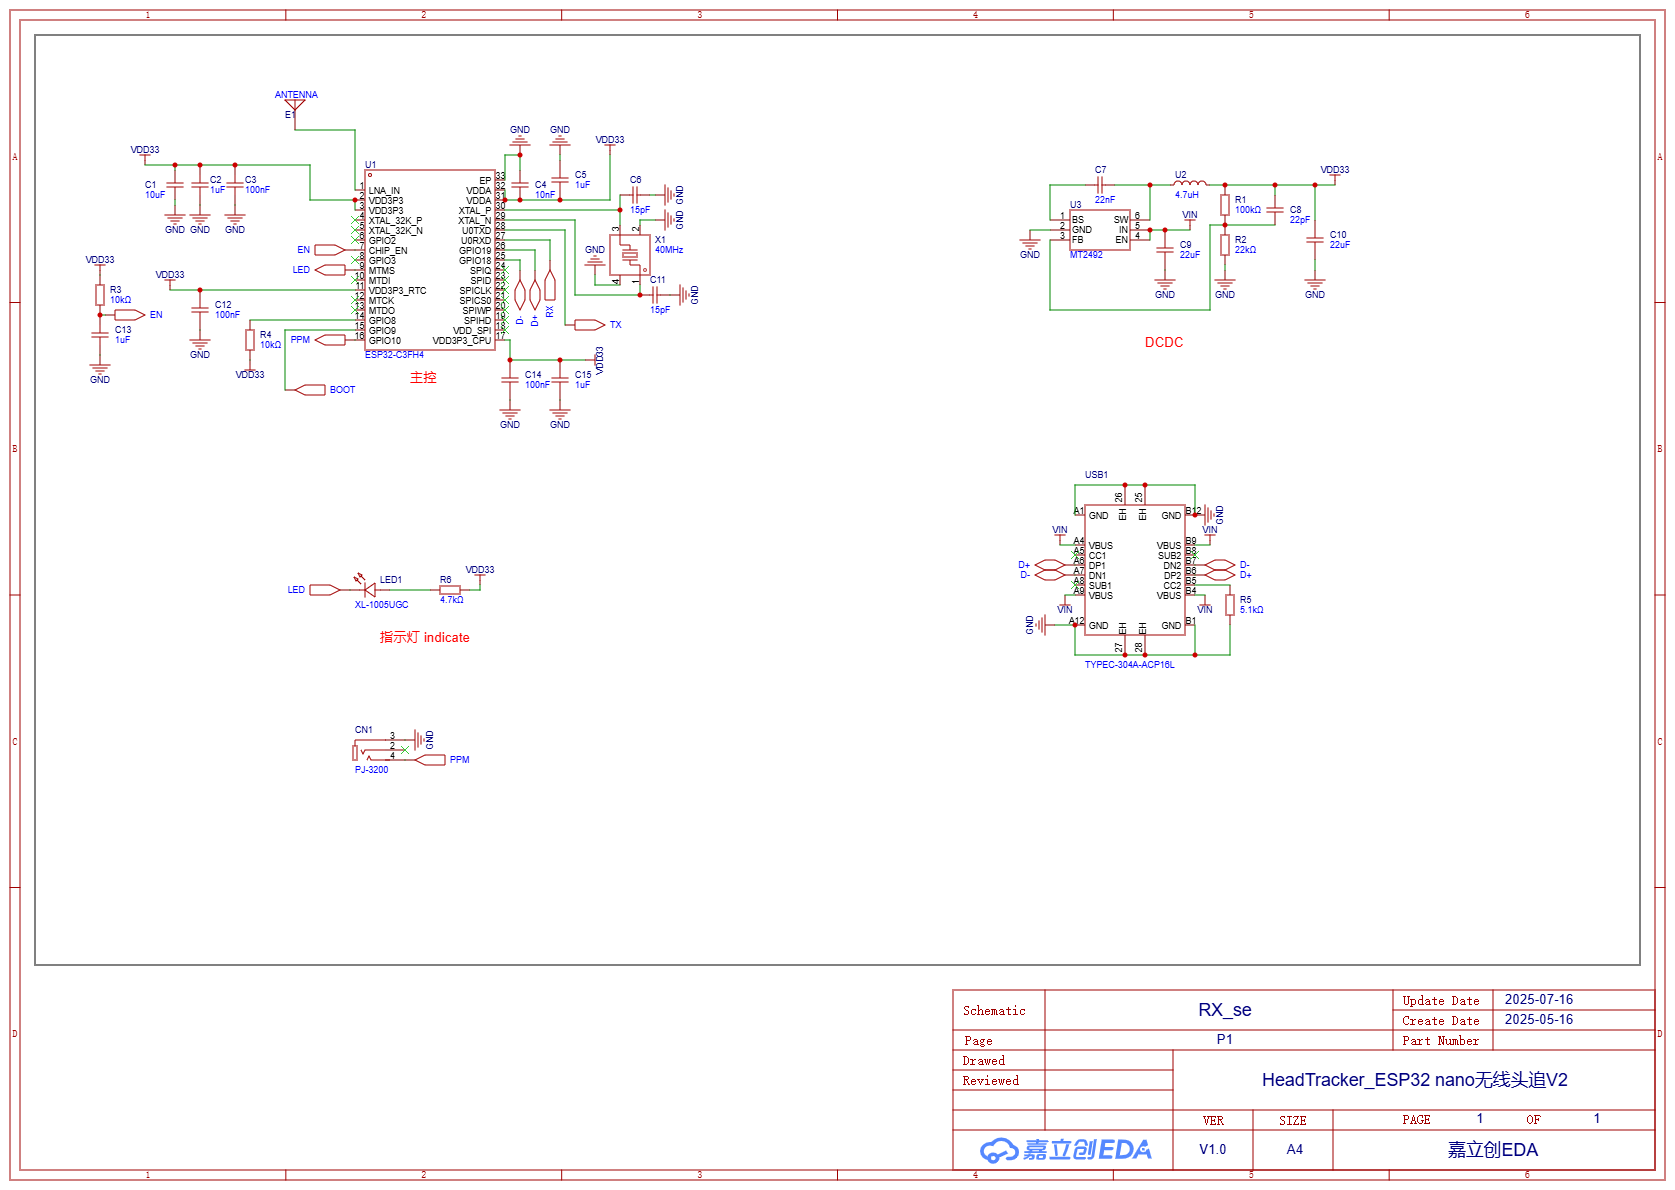 1 2 3 4 5 6
A
B
C
D
ANTENNA
E1
VDD33
C1
10uF
C2
1uF
C3
100nF
GND GND GND
U1
1 LNA_IN
2 VDD3P3
3 VDD3P3
4 XTAL_32K_P
5 XTAL_32K_N
6 GPIO2
7 CHIP_EN
8 GPIO3
9 MTMS
10 MTDI
11 VDD3P3_RTC
12 MTCK
13 MTDO
14 GPIO8
15 GPIO9
16 GPIO10
EP 33
VDDA 32
VDDA 31
XTAL_P 30
XTAL_N 29
U0TXD 28
U0RXD 27
GPIO19 26
GPIO18 25
SPIQ 24
SPID 23
SPICLK 22
SPICS0 21
SPIWP 20
SPIHD 19
VDD_SPI 18
VDD3P3_CPU 17
ESP32-C3FH4
主控
EN
LED
PPM
BOOT
VDD33
R3
10kΩ
EN
C13
1uF
GND
VDD33
C12
100nF
GND
R4
10kΩ
VDD33
GND
C4
10nF
GND
C5
1uF
VDD33
C6
15pF
GND
GND
3 2
X1
40MHz
4 1
GND
C11
15pF
GND
D-
D+
RX
TX
C14
100nF
C15
1uF
VDD33
GND GND
C7
22nF
U2
4.7uH
VDD33
U3
1 BS
2 GND
3 FB
SW 6
IN 5
EN 4
MT2492
GND
VIN
C9
22uF
GND
R1
100kΩ
R2
22kΩ
GND
C8
22pF
C10
22uF
GND
DCDC
USB1
26 25
EH EH
A1 GND
A4 VBUS
A5 CC1
A6 DP1
A7 DN1
A8 SUB1
A9 VBUS
A12 GND
GND B12
VBUS B9
SUB2 B8
DN2 B7
DP2 B6
CC2 B5
VBUS B4
GND B1
EH EH
27 28
VIN
D+
D-
VIN
GND
GND
VIN
D-
D+
VIN
R5
5.1kΩ
TYPEC-304A-ACP16L
LED
LED1
XL-1005UGC
R6
4.7kΩ
VDD33
指示灯 indicate
CN1
3
2
4
GND
PPM
PJ-3200
Schematic RX_se
Update Date 2025-07-16
Create Date 2025-05-16
Page P1
Part Number
Drawed
Reviewed
HeadTracker_ESP32 nano无线头追V2
VER SIZE PAGE 1 OF 1
嘉立创EDA
V1.0 A4 嘉立创EDA
1 2 3 4 5 6
A
B
C
D